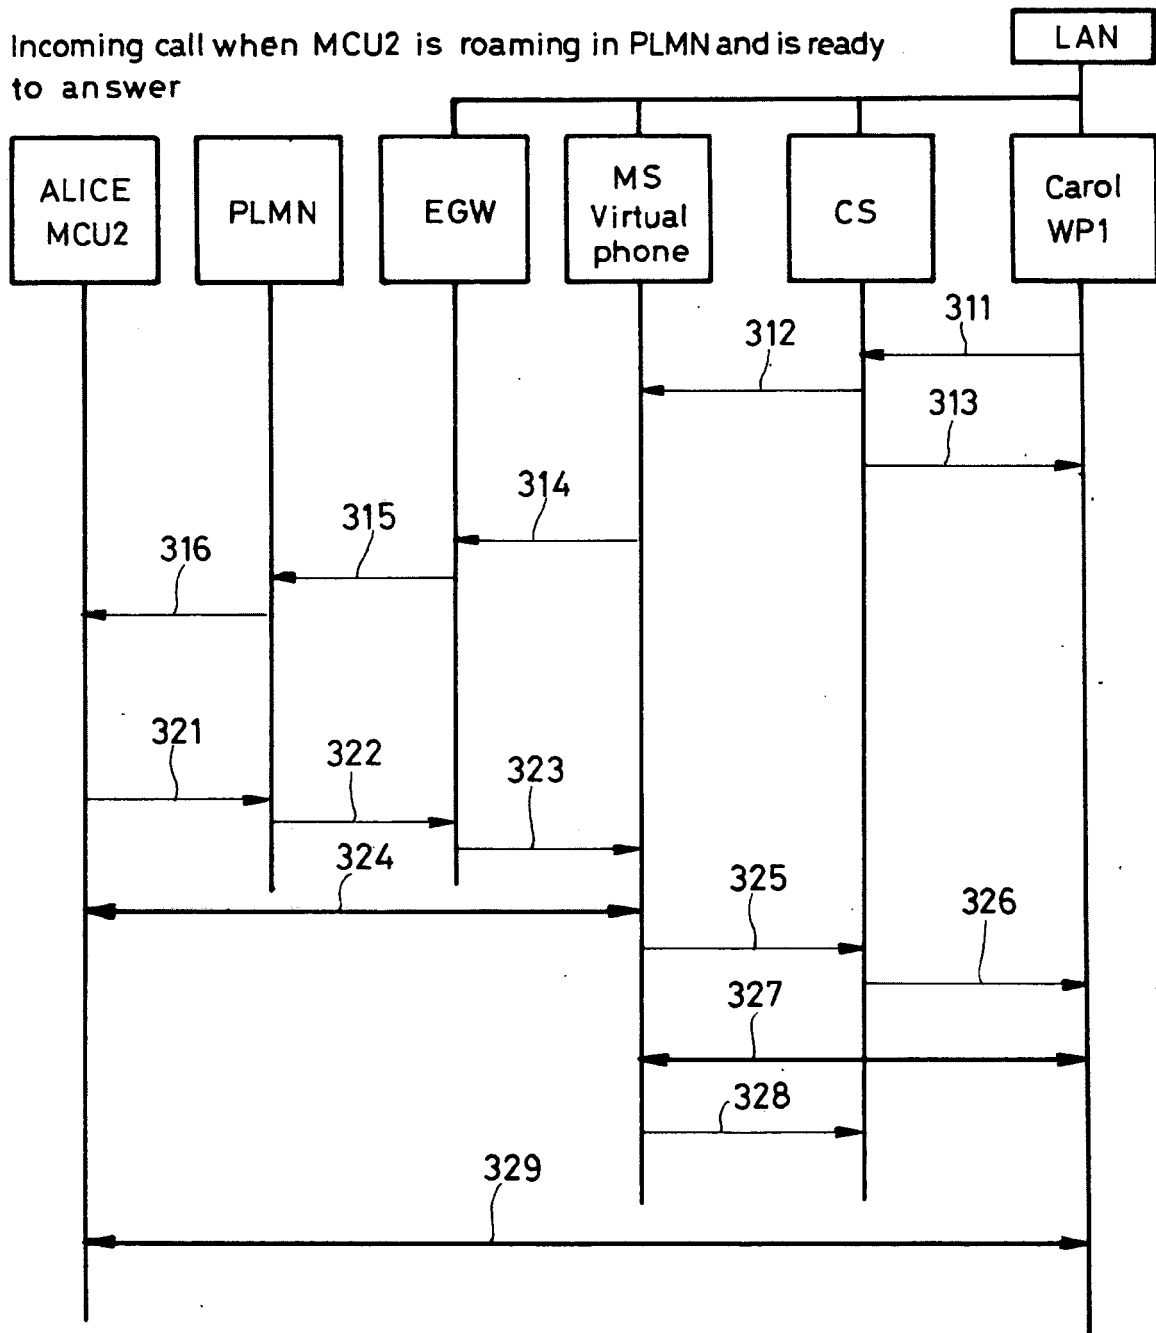 Incoming call when MCU2 is roaming in PLMN and is ready
to answer
LAN
ALICE
MCU2
PLMN
EGW
MS
Virtual
phone
CS
Carol
WP1
311
312
313
314
315
316
321
322
323
324
325
326
327
328
329